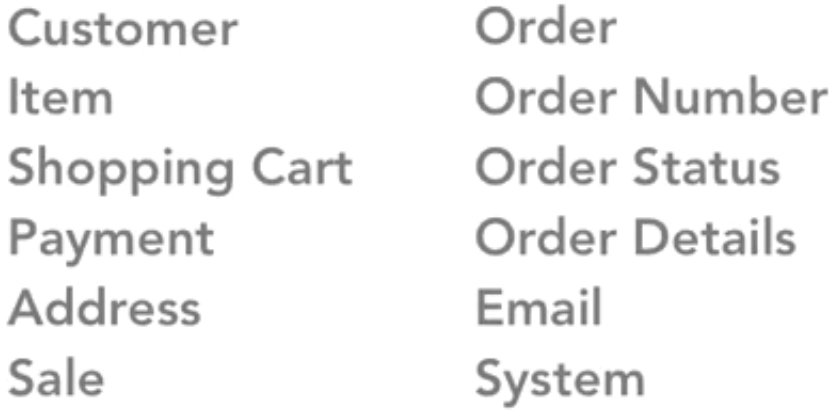 Customer
Item
Shopping Cart
Payment
Address
Sale
Order
Order Number
Order Status
Order Details
Email
System